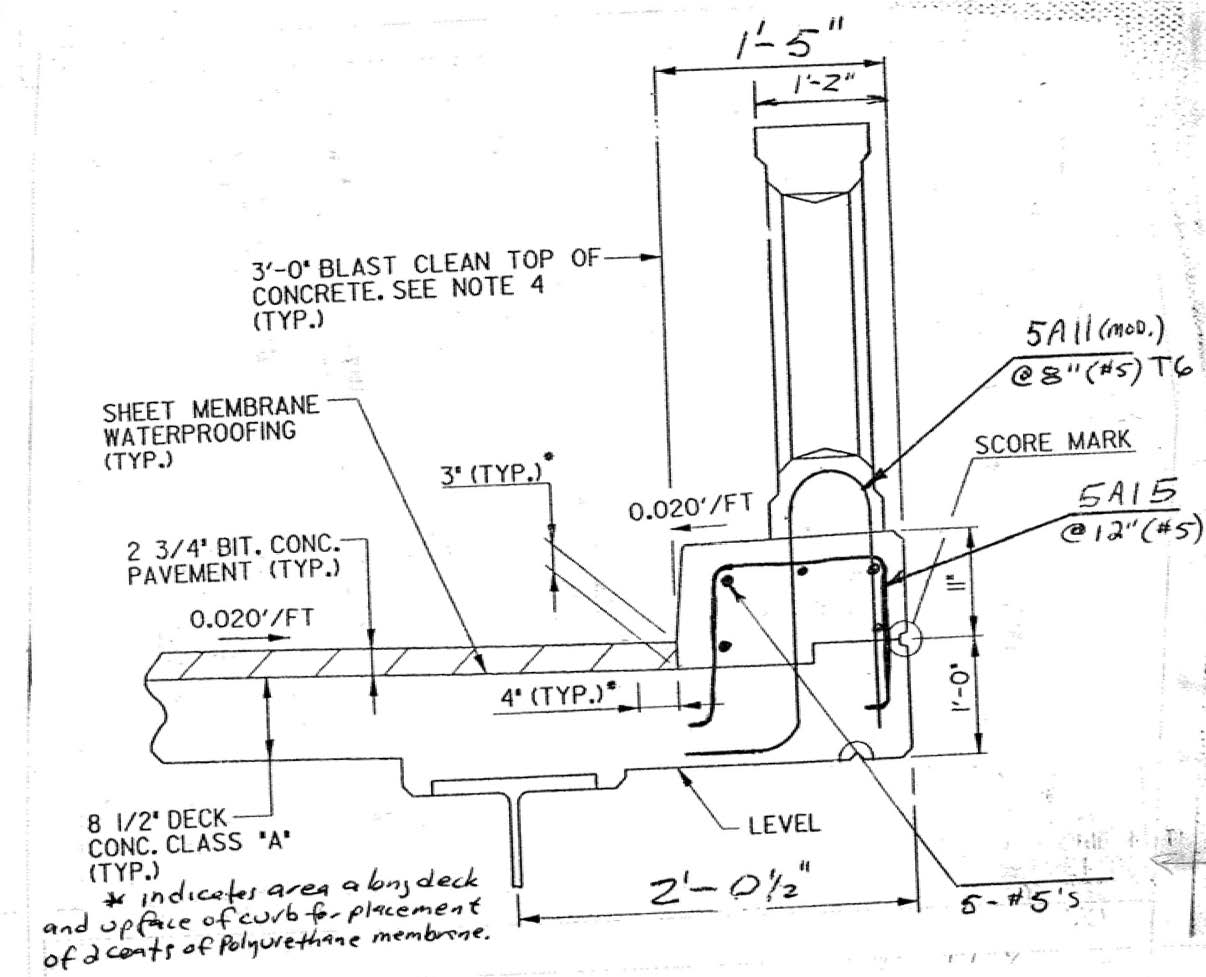 1'-5"
1'-2"
3'-0" BLAST CLEAN TOP OF
CONCRETE. SEE NOTE 4
(TYP.)
5A11 (MOD.)
@ 8" (#5) T6
SHEET MEMBRANE
WATERPROOFING
(TYP.)
SCORE MARK
3" (TYP.)*
0.020'/FT
5A15
@ 12" (#5)
2 3/4" BIT. CONC.
PAVEMENT (TYP.)
11"
0.020'/FT
4" (TYP.)*
1'-0"
8 1/2" DECK
CONC. CLASS "A"
(TYP.)
LEVEL
2'-0 1/2"
5-#5's
* indicates area along deck
and up face of curb for placement
of 2 coats of Polyurethane membrane.